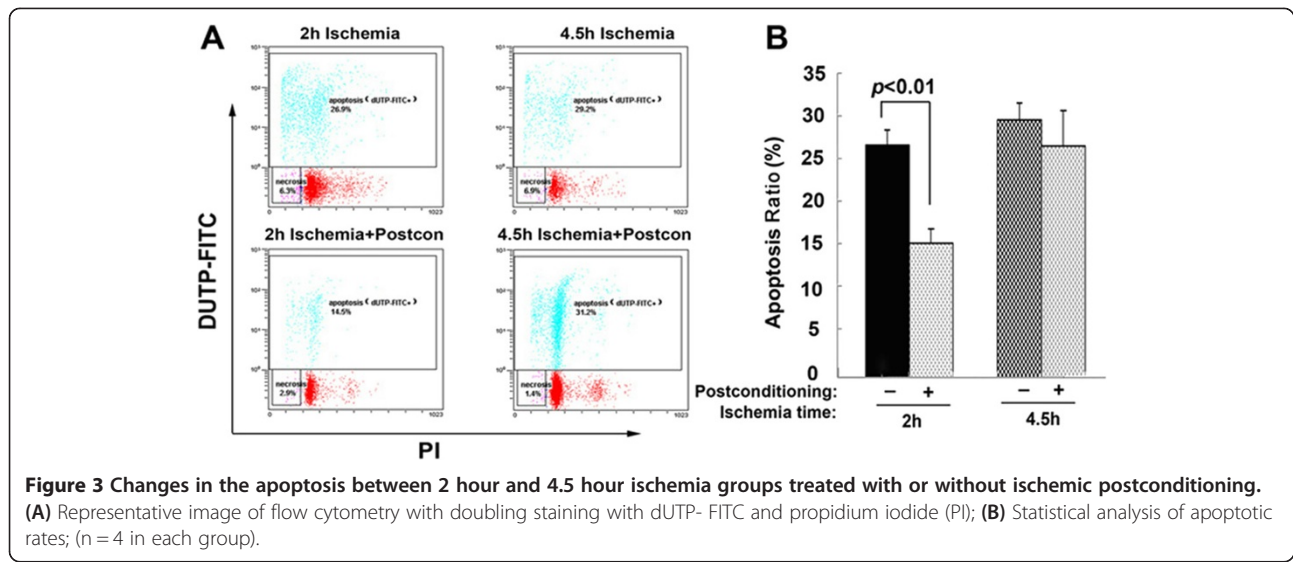 A
B
2h Ischemia
4.5h Ischemia
apoptosis ( dUTP-FITC+ )
26.9%
necrosis
6.3%
0
1023
apoptosis ( dUTP-FITC+ )
29.2%
necrosis
6.9%
0
1023
2h Ischemia+Postcon
4.5h Ischemia+Postcon
apoptosis ( dUTP-FITC+ )
14.5%
necrosis
2.9%
0
1023
apoptosis ( dUTP-FITC+ )
31.2%
necrosis
1.4%
0
1023
DUTP-FITC
PI
Apoptosis Ratio (%)
35
30
25
20
15
10
5
0
p<0.01
Postconditioning: – + – +
Ischemia time: 2h 4.5h
Figure 3 Changes in the apoptosis between 2 hour and 4.5 hour ischemia groups treated with or without ischemic postconditioning.
(A) Representative image of flow cytometry with doubling staining with dUTP- FITC and propidium iodide (PI); (B) Statistical analysis of apoptotic
rates; (n = 4 in each group).